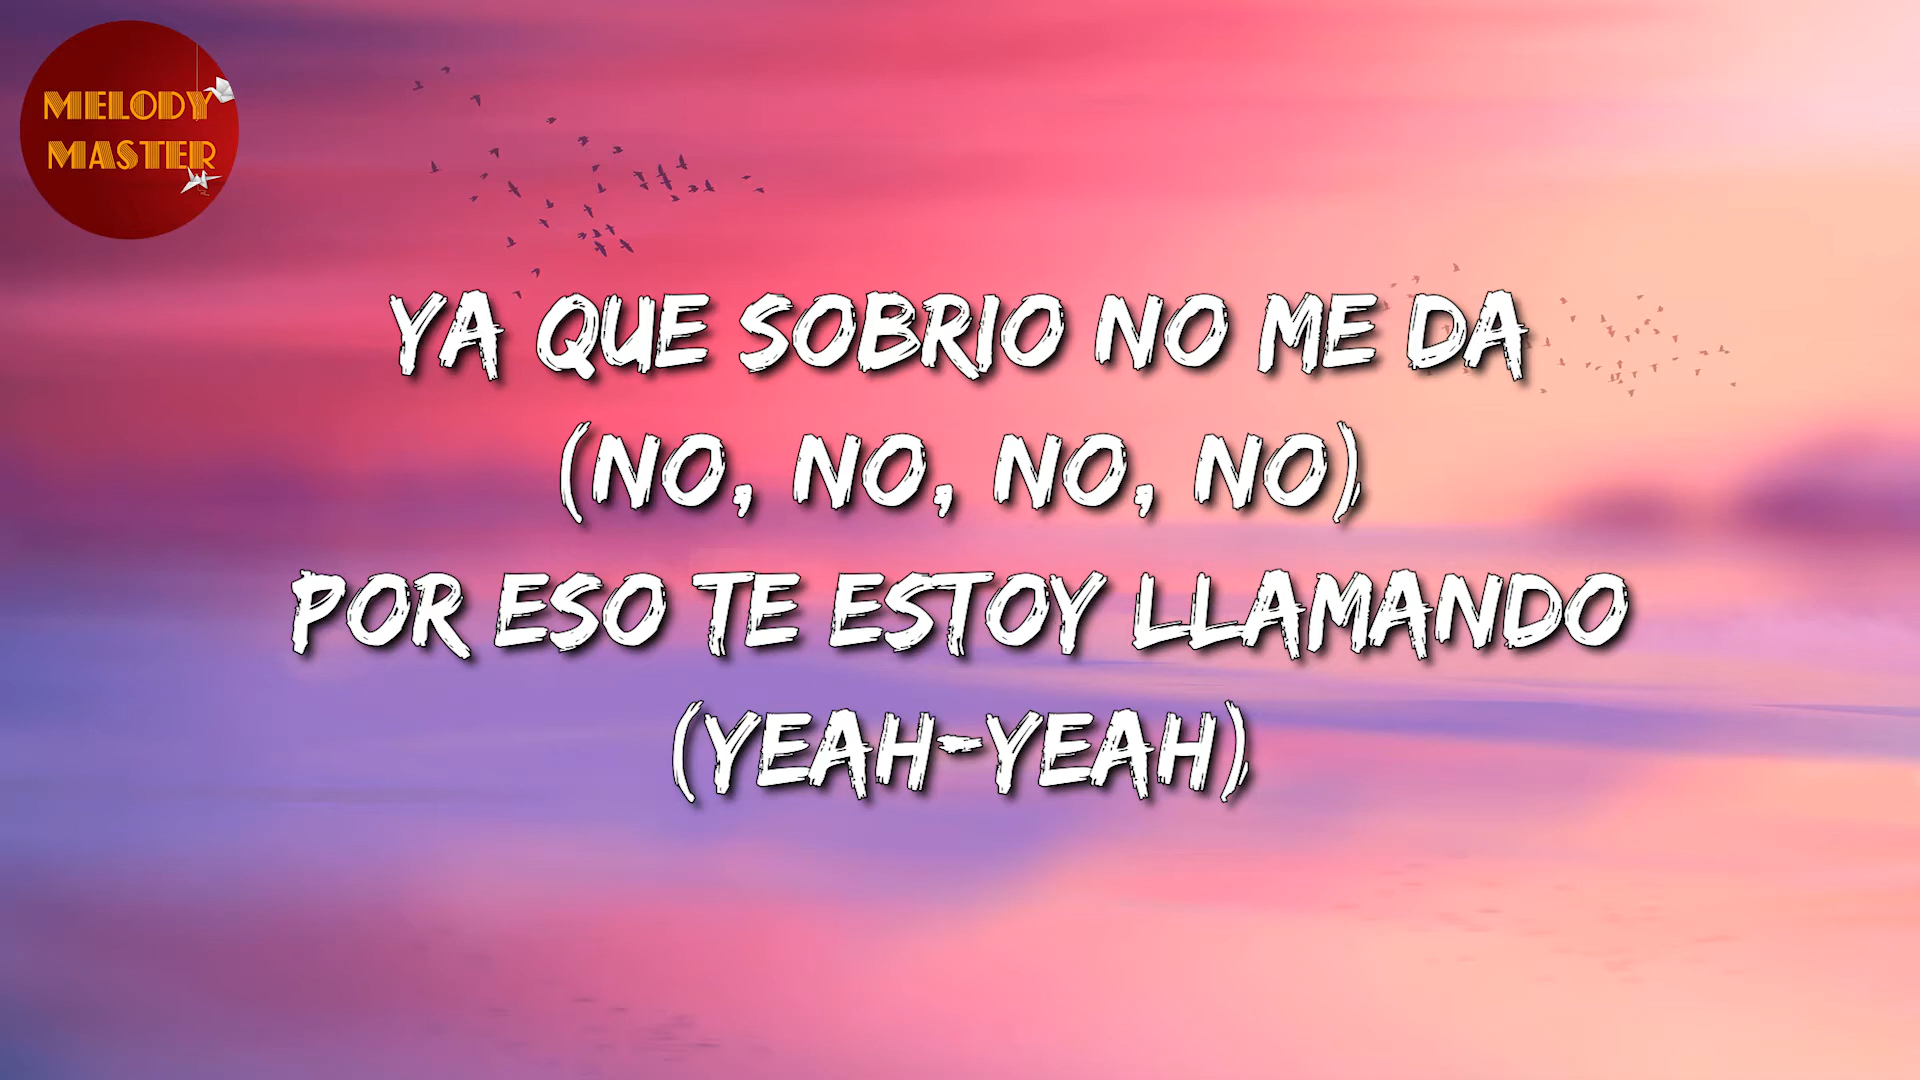 MELODY
MASTER
YA QUE SOBRIO NO ME DA
(NO, NO, NO, NO)
POR ESO TE ESTOY LLAMANDO
(YEAH-YEAH)